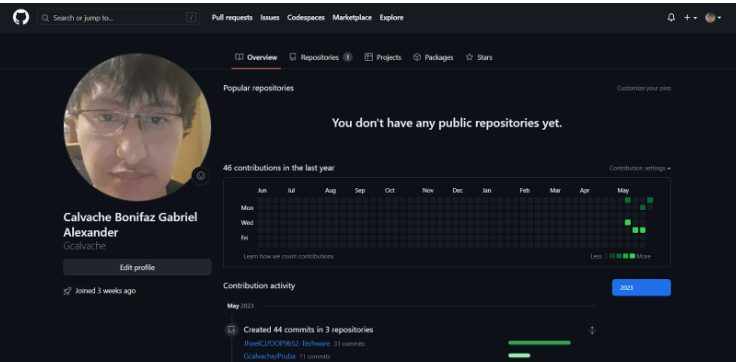 Search or jump to... /
Pull requests Issues Codespaces Marketplace Explore
Overview Repositories 1 Projects Packages Stars
Popular repositories Customize your pins
You don't have any public repositories yet.
46 contributions in the last year Contribution settings
Jun Jul Aug Sep Oct Nov Dec Jan Feb Mar Apr May
Mon
Wed
Fri
Learn how we count contributions Less More
Calvache Bonifaz Gabriel
Alexander
Gcalvache
Edit profile
Joined 3 weeks ago
Contribution activity 2023
May 2023
Created 44 commits in 3 repositories
JhoelCJ/OOP9652-Techware 31 commits
Gcalvache/Pruba 11 commits